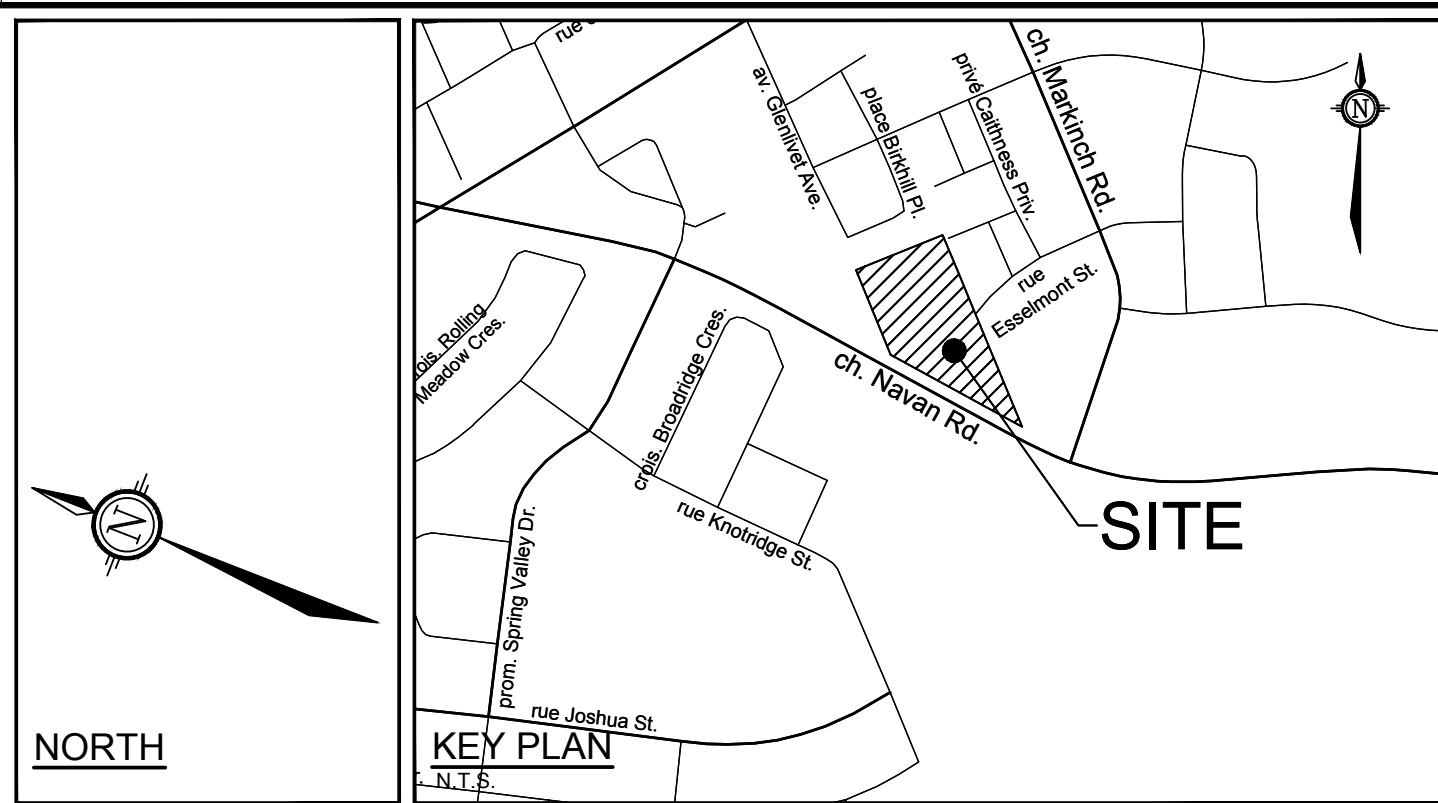 N
NORTH
rue
av. Glenlivet Ave.
place Birkhill Pl.
privé Caithness Priv.
ch. Markinch Rd.
N
rue
Esselmont St.
ois. Rolling
Meadow Cres.
crois. Broadridge Cres.
ch. Navan Rd.
SITE
rue Knotridge St.
prom. Spring Valley Dr.
rue Joshua St.
KEY PLAN
N.T.S.